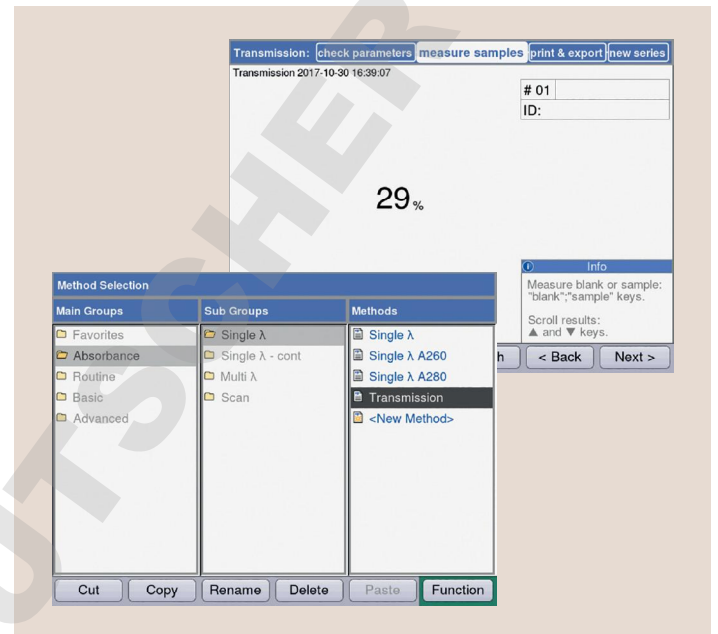 Transmission: check parameters measure samples print & export new series
Transmission 2017-10-30 16:39:07
# 01
ID:
29 %
Info
Measure blank or sample:
"blank";"sample" keys.
Scroll results:
▲ and ▼ keys.
h < Back Next >
Method Selection
Main Groups Sub Groups Methods
Favorites Single λ Single λ
Absorbance Single λ - cont Single λ A260
Routine Multi λ Single λ A280
Basic Scan Transmission
Advanced <New Method>
Cut Copy Rename Delete Paste Function
UTSCHER